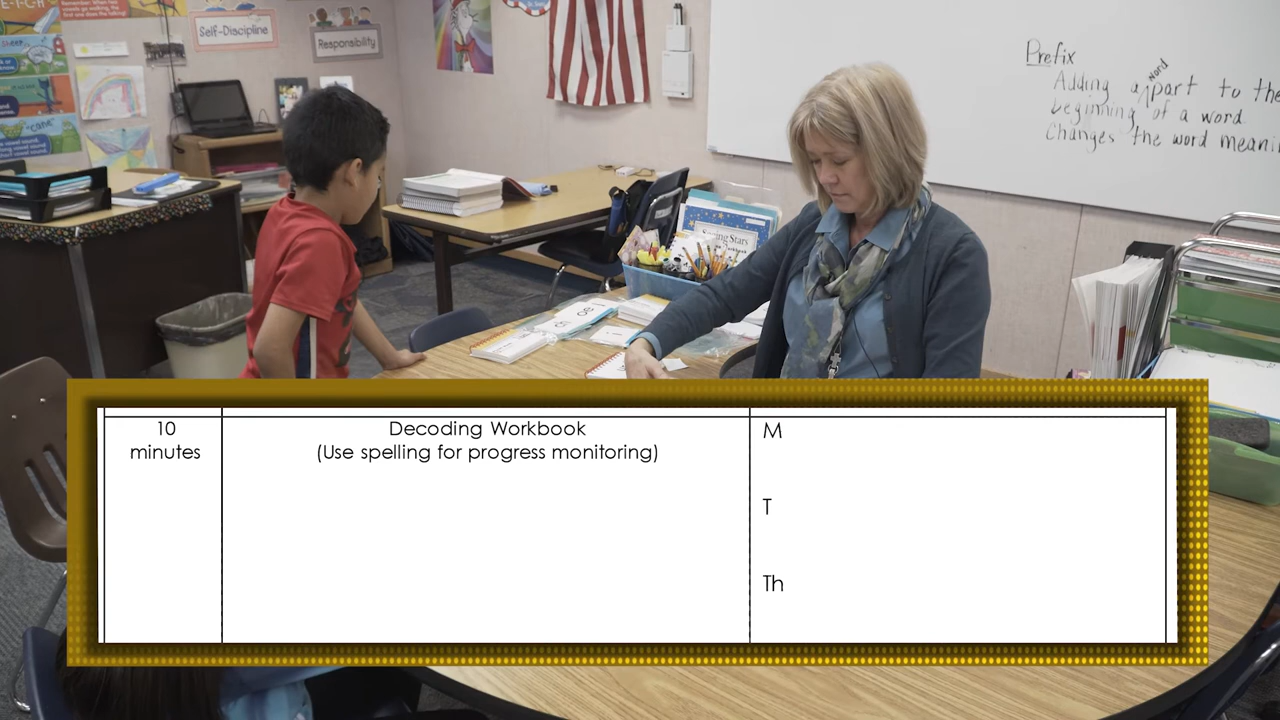 Self-Discipline
Responsibility
Prefix
Adding a word part to the
beginning of a word
Changes the word meani
10
minutes
Decoding Workbook
(Use spelling for progress monitoring)
M
T
Th